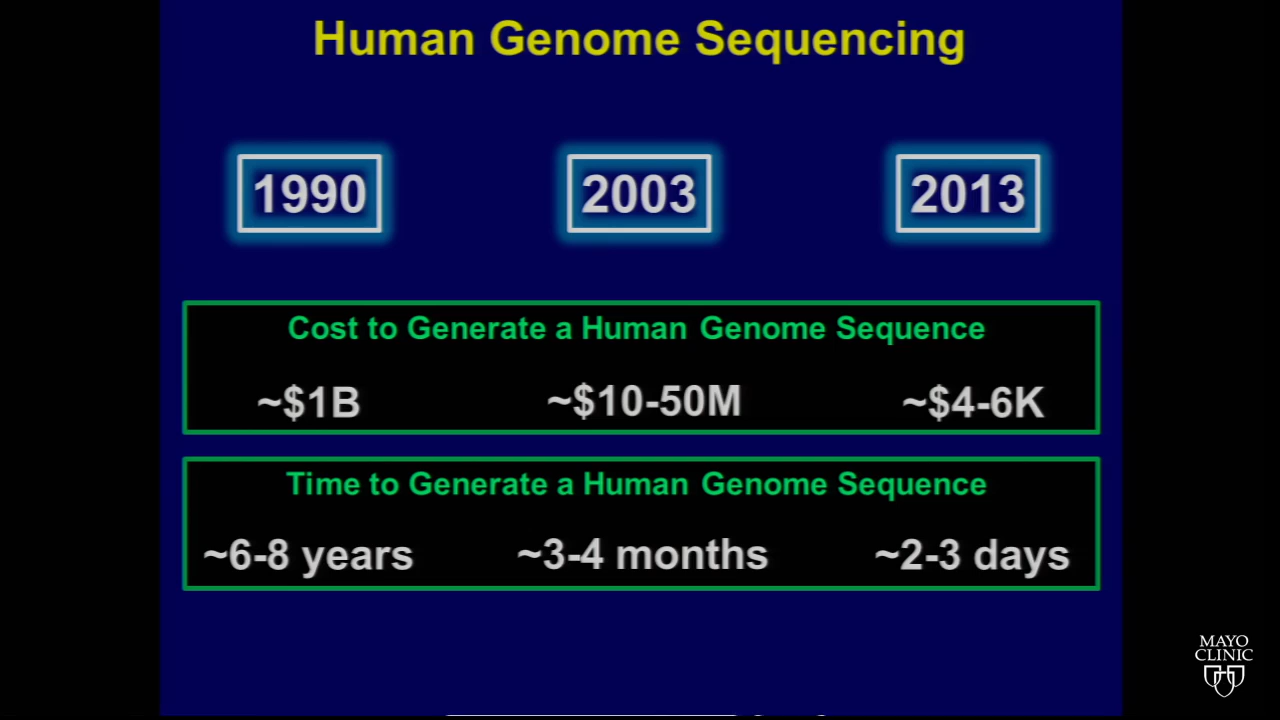 Human Genome Sequencing
1990 2003 2013
Cost to Generate a Human Genome Sequence
~$1B ~$10-50M ~$4-6K
Time to Generate a Human Genome Sequence
~6-8 years ~3-4 months ~2-3 days
MAYO
CLINIC